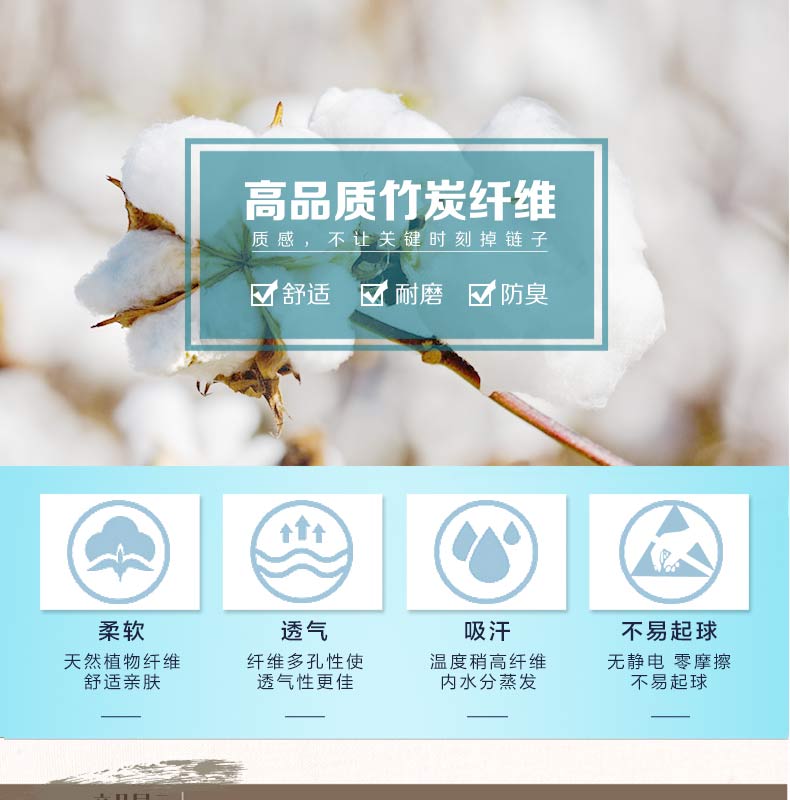 高品质竹炭纤维
质感，不让关键时刻掉链子
舒适 耐磨 防臭
柔软 透气 吸汗 不易起球
天然植物纤维 纤维多孔性使 温度稍高纤维 无静电 零摩擦
舒适亲肤 透气性更佳 内水分蒸发 不易起球